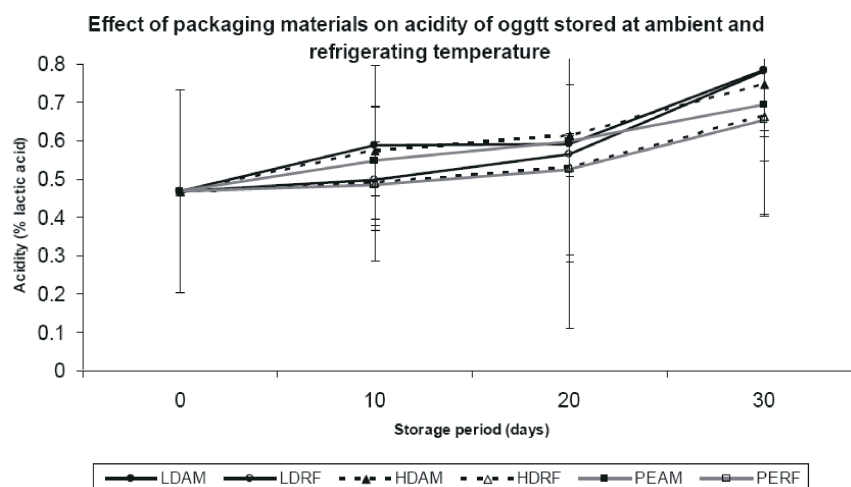 Effect of packaging materials on acidity of oggtt stored at ambient and
refrigerating temperature
Acidity (% lactic acid)
0.8
0.7
0.6
0.5
0.4
0.3
0.2
0.1
0
0 10 20 30
Storage period (days)
LDAM LDRF HDAM HDRF PEAM PERF